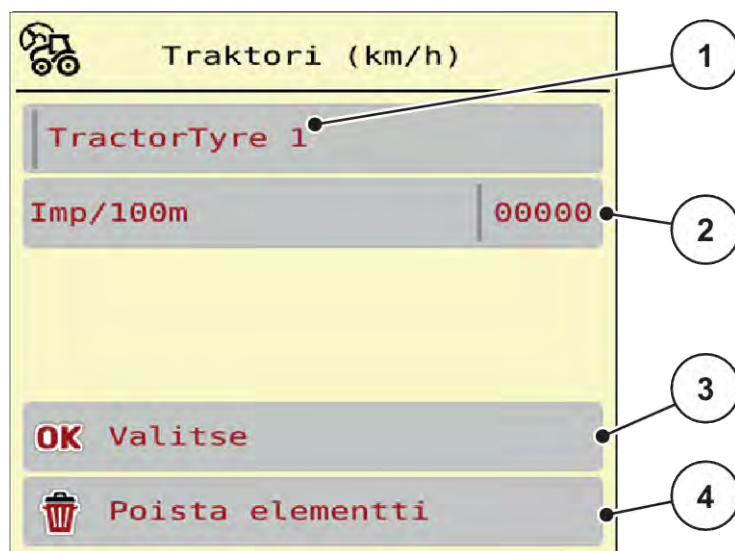 Traktori (km/h)
1
TractorTyre 1
Imp/100m 00000
2
3
OK Valitse
4
Poista elementti